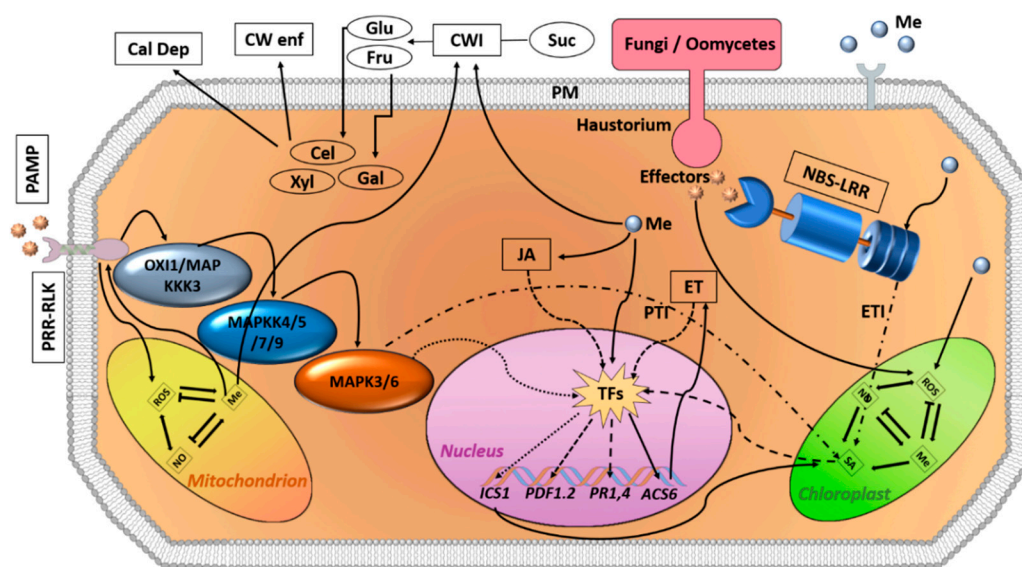 Cal Dep
CW enf
Glu
Fru
CWI
Suc
Fungi / Oomycetes
Me
PM
Haustorium
Effectors
NBS-LRR
Cel
Xyl
Gal
PAMP
PRR-RLK
OXI1/MAP
KKK3
MAPKK4/5
/7/9
MAPK3/6
Me
JA
ET
PTI
ETI
TFs
Nucleus
ICS1
PDF1.2
PR1,4
ACS6
ROS
Me
NO
Mitochondrion
NO
ROS
SA
Me
Chloroplast